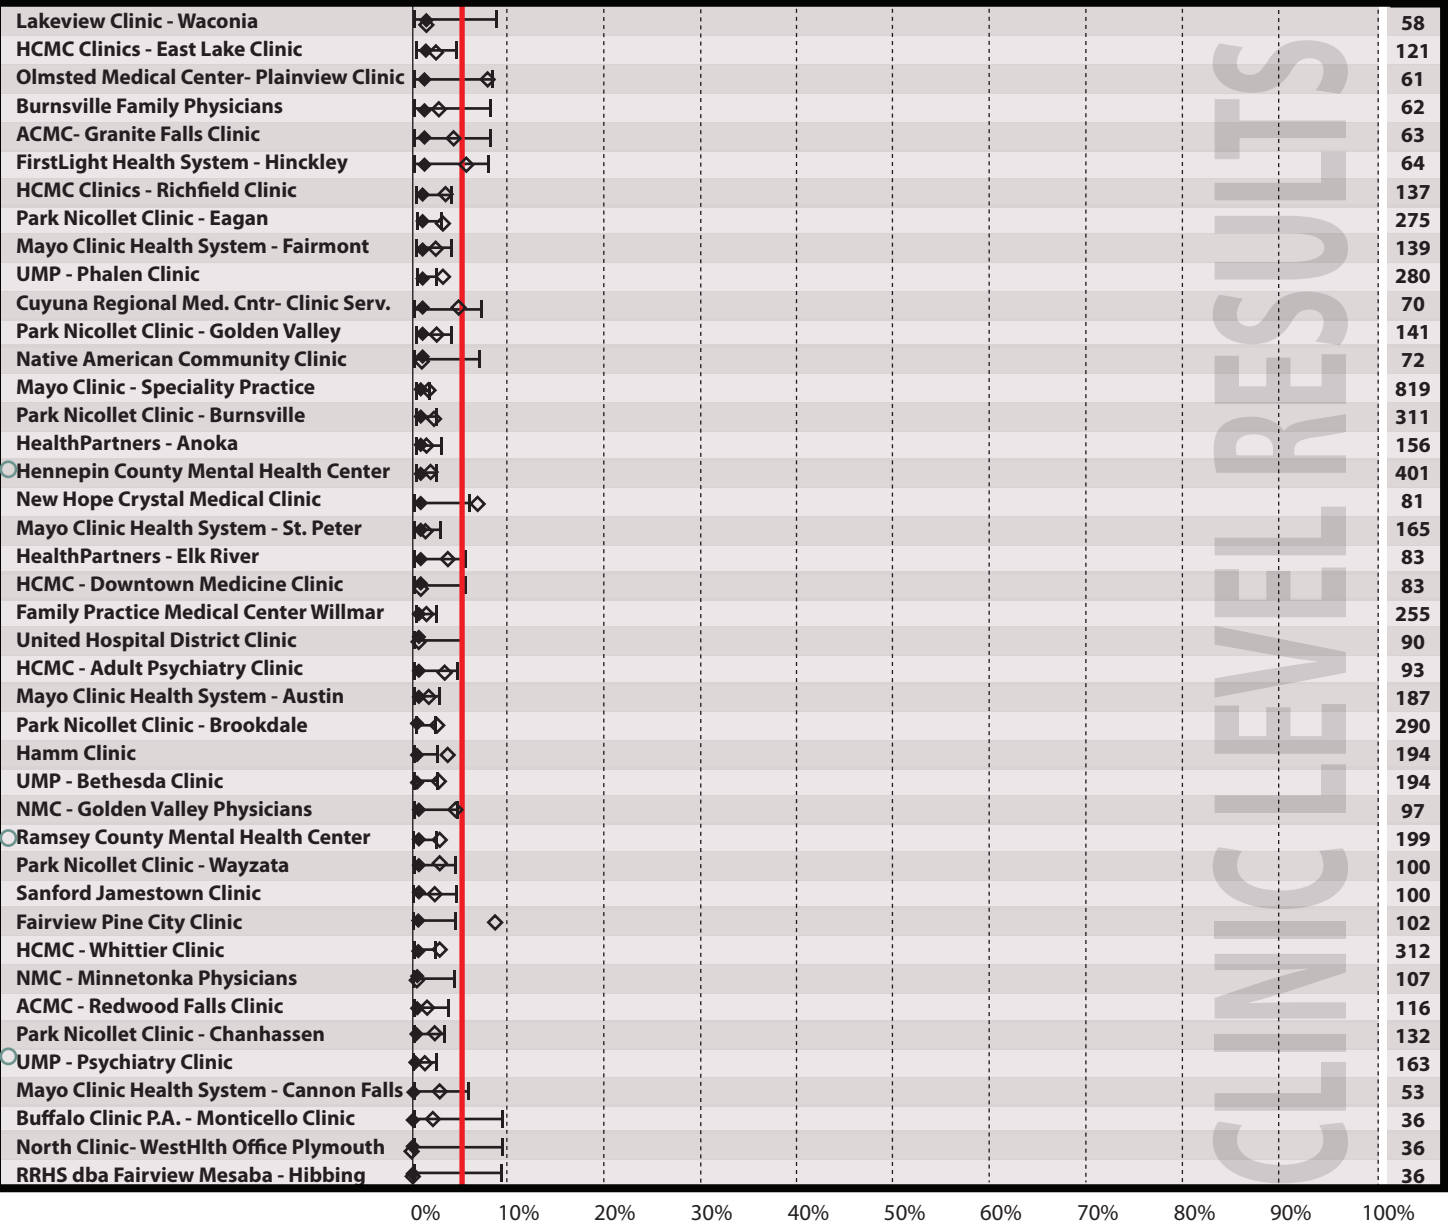 Lakeview Clinic - Waconia 58
HCMC Clinics - East Lake Clinic 121
Olmsted Medical Center- Plainview Clinic 61
Burnsville Family Physicians 62
ACMC- Granite Falls Clinic 63
FirstLight Health System - Hinckley 64
HCMC Clinics - Richfield Clinic 137
Park Nicollet Clinic - Eagan 275
Mayo Clinic Health System - Fairmont 139
UMP - Phalen Clinic 280
Cuyuna Regional Med. Cntr- Clinic Serv. 70
Park Nicollet Clinic - Golden Valley 141
Native American Community Clinic 72
Mayo Clinic - Speciality Practice 819
Park Nicollet Clinic - Burnsville 311
HealthPartners - Anoka 156
Hennepin County Mental Health Center 401
New Hope Crystal Medical Clinic 81
Mayo Clinic Health System - St. Peter 165
HealthPartners - Elk River 83
HCMC - Downtown Medicine Clinic 83
Family Practice Medical Center Willmar 255
United Hospital District Clinic 90
HCMC - Adult Psychiatry Clinic 93
Mayo Clinic Health System - Austin 187
Park Nicollet Clinic - Brookdale 290
Hamm Clinic 194
UMP - Bethesda Clinic 194
NMC - Golden Valley Physicians 97
Ramsey County Mental Health Center 199
Park Nicollet Clinic - Wayzata 100
Sanford Jamestown Clinic 100
Fairview Pine City Clinic 102
HCMC - Whittier Clinic 312
NMC - Minnetonka Physicians 107
ACMC - Redwood Falls Clinic 116
Park Nicollet Clinic - Chanhassen 132
UMP - Psychiatry Clinic 163
Mayo Clinic Health System - Cannon Falls 53
Buffalo Clinic P.A. - Monticello Clinic 36
North Clinic- WestHlth Office Plymouth 36
RRHS dba Fairview Mesaba - Hibbing 36
0% 10% 20% 30% 40% 50% 60% 70% 80% 90% 100%
CLINIC LEVEL RESULTS